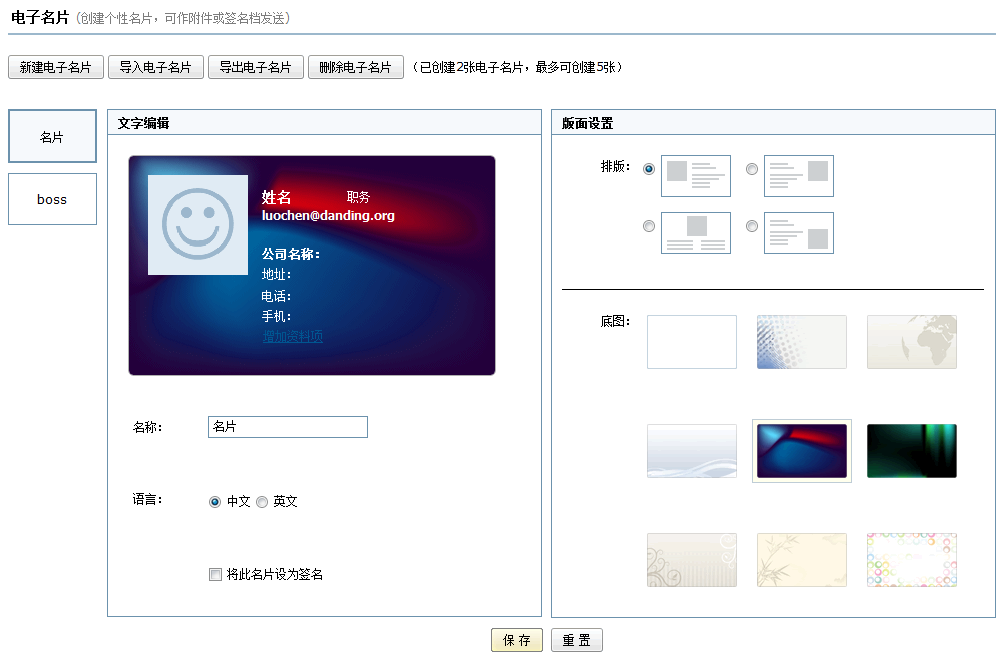 电子名片 (创建个性名片，可作附件或签名档发送)
新建电子名片 导入电子名片 导出电子名片 删除电子名片 （已创建2张电子名片，最多可创建5张）
名片
boss
文字编辑
姓名 职务
luochen@danding.org
公司名称：
地址：
电话：
手机：
增加资料项
名称： 名片
语言： 中文 英文
将此名片设为签名
版面设置
排版：
底图：
保 存 重 置